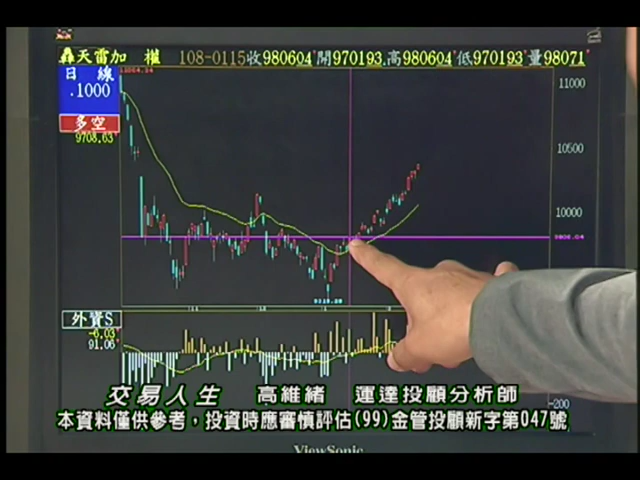 天雷加 權 108-0115收980604開970193高980604低970193量98071
日線
.1000
多空
9708.63
11000
10500
10000
外資S
-6.03
91.06
-200
交易人生 高維緒 運達投顧分析師
本資料僅供參考，投資時應審慎評估(99)金管投顧新字第047號
ViewSonic